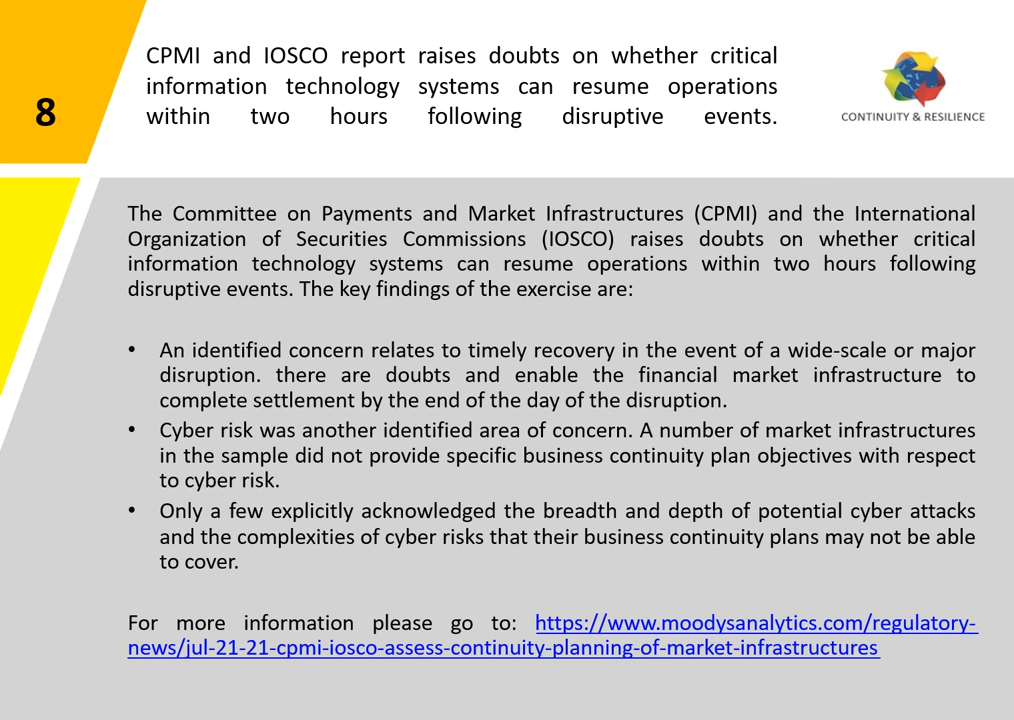 8
CPMI and IOSCO report raises doubts on whether critical
information technology systems can resume operations
within two hours following disruptive events.
CONTINUITY & RESILIENCE
The Committee on Payments and Market Infrastructures (CPMI) and the International
Organization of Securities Commissions (IOSCO) raises doubts on whether critical
information technology systems can resume operations within two hours following
disruptive events. The key findings of the exercise are:
• An identified concern relates to timely recovery in the event of a wide-scale or major
disruption. there are doubts and enable the financial market infrastructure to
complete settlement by the end of the day of the disruption.
• Cyber risk was another identified area of concern. A number of market infrastructures
in the sample did not provide specific business continuity plan objectives with respect
to cyber risk.
• Only a few explicitly acknowledged the breadth and depth of potential cyber attacks
and the complexities of cyber risks that their business continuity plans may not be able
to cover.
For more information please go to: https://www.moodysanalytics.com/regulatory-
news/jul-21-21-cpmi-iosco-assess-continuity-planning-of-market-infrastructures